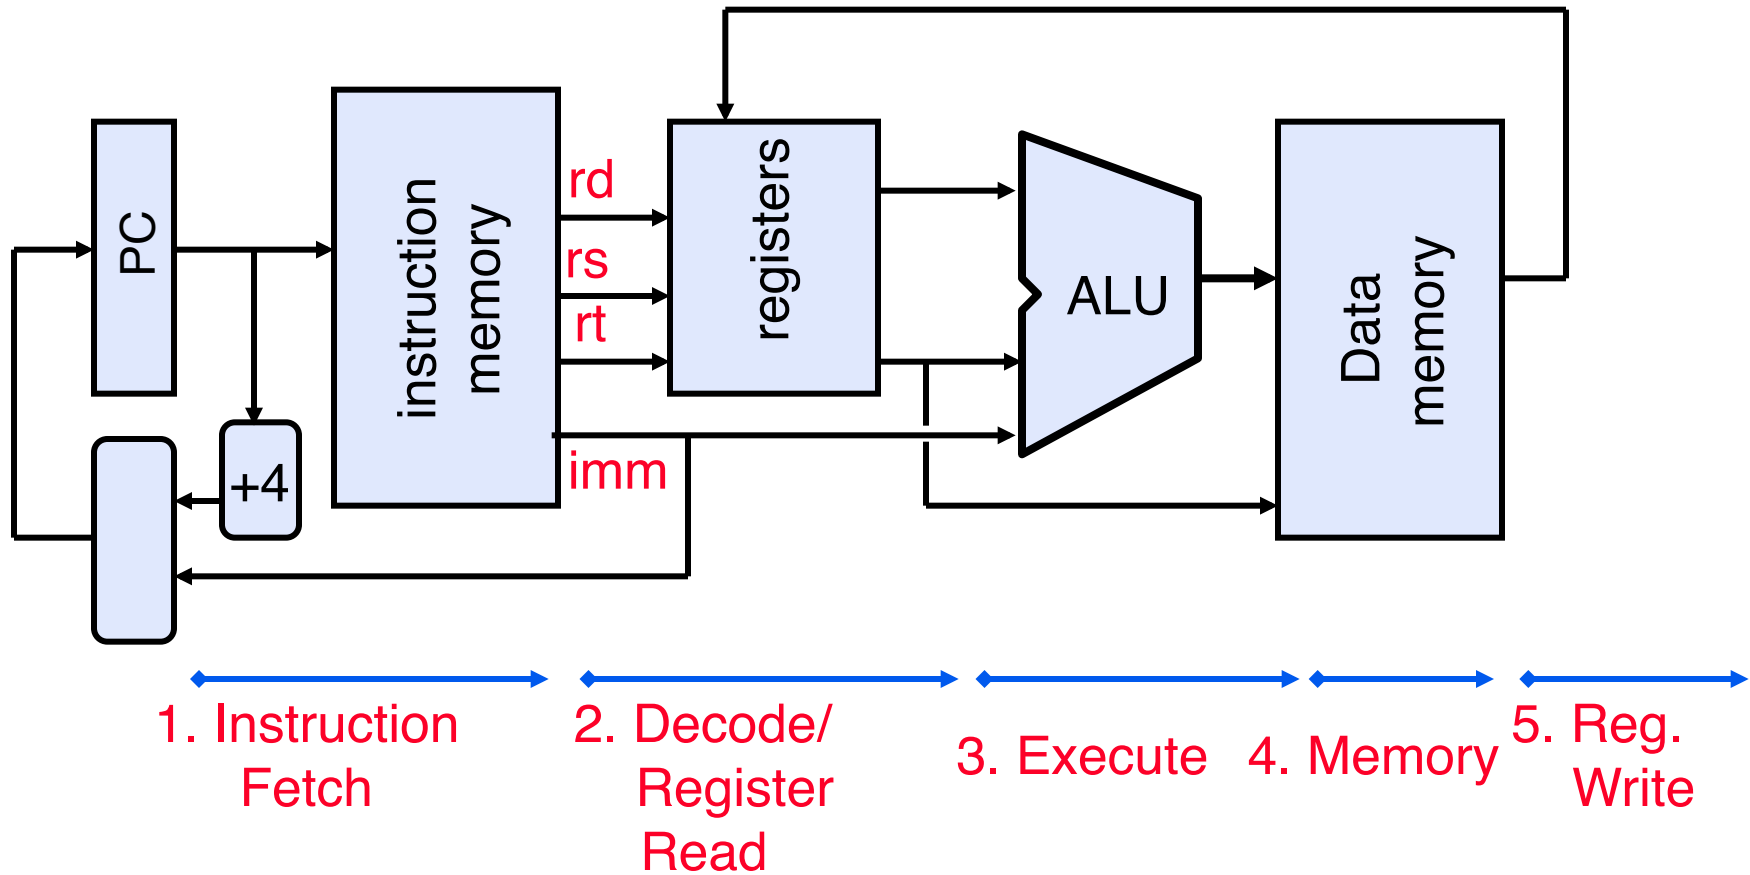 PC
+4
instruction
memory
rd
rs
rt
imm
registers
ALU
Data
memory
1. Instruction
Fetch
2. Decode/
Register
Read
3. Execute
4. Memory
5. Reg.
Write